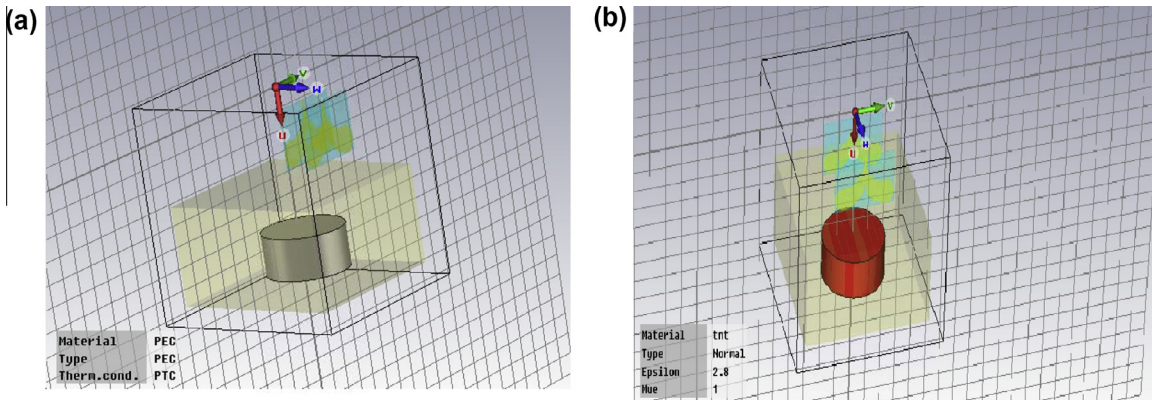 (a)
V
W
U
Material PEC
Type PEC
Therm.cond. PTC
(b)
V
W
U
Material tnt
Type Normal
Epsilon 2.8
Mue 1